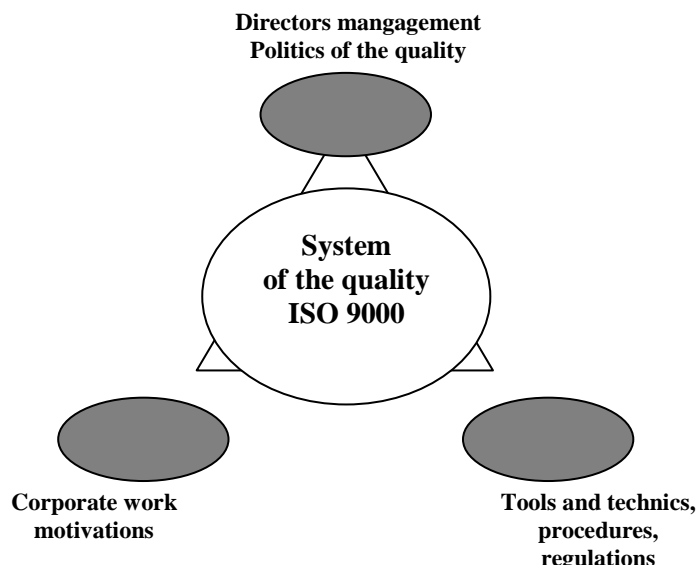 Directors mangagement
Politics of the quality
System
of the quality
ISO 9000
Corporate work
motivations
Tools and technics,
procedures,
regulations